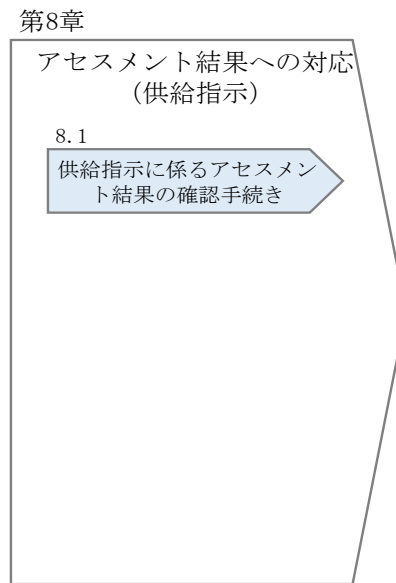 第8章
アセスメント結果への対応
（供給指示）
8.1
供給指示に係るアセスメン
ト結果の確認手続き